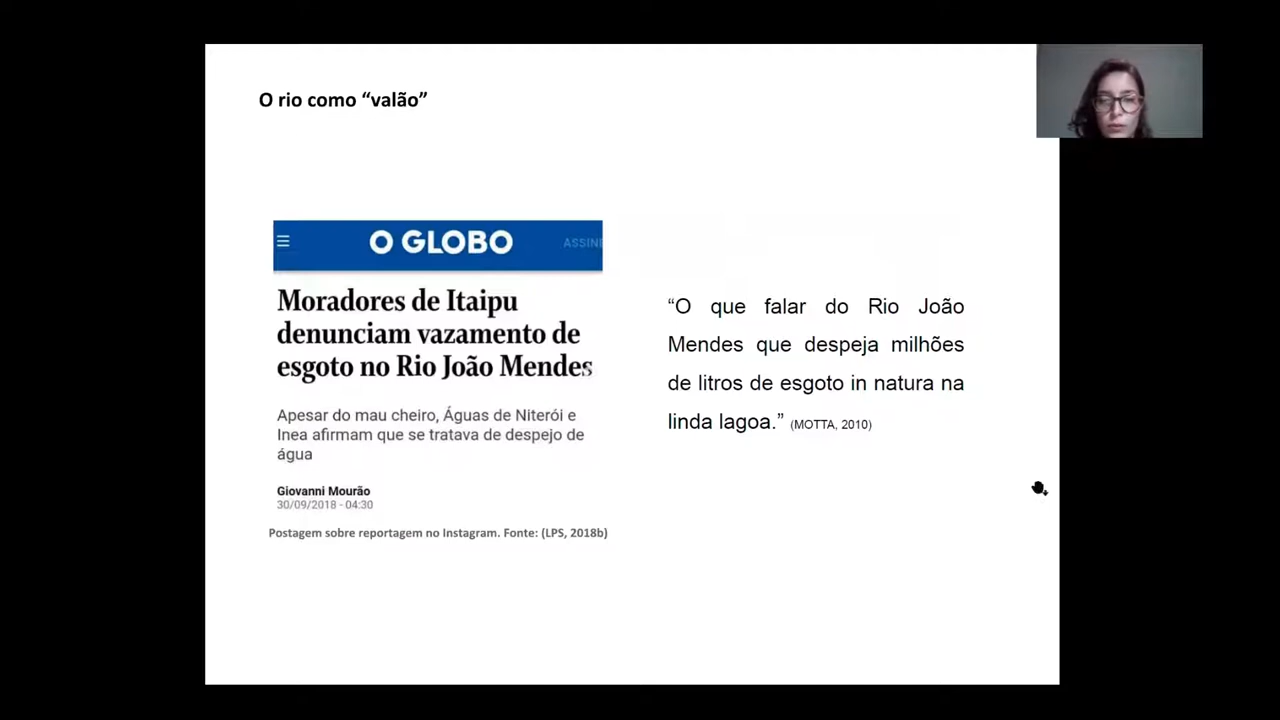 O rio como “valão”
O GLOBO
ASSINE
Moradores de Itaipu
denunciam vazamento de
esgoto no Rio João Mendes
Apesar do mau cheiro, Águas de Niterói e
Inea afirmam que se tratava de despejo de
água
Giovanni Mourão
30/09/2018 - 04:30
Postagem sobre reportagem no Instagram. Fonte: (LPS, 2018b)
“O que falar do Rio João
Mendes que despeja milhões
de litros de esgoto in natura na
linda lagoa.” (MOTTA, 2010)